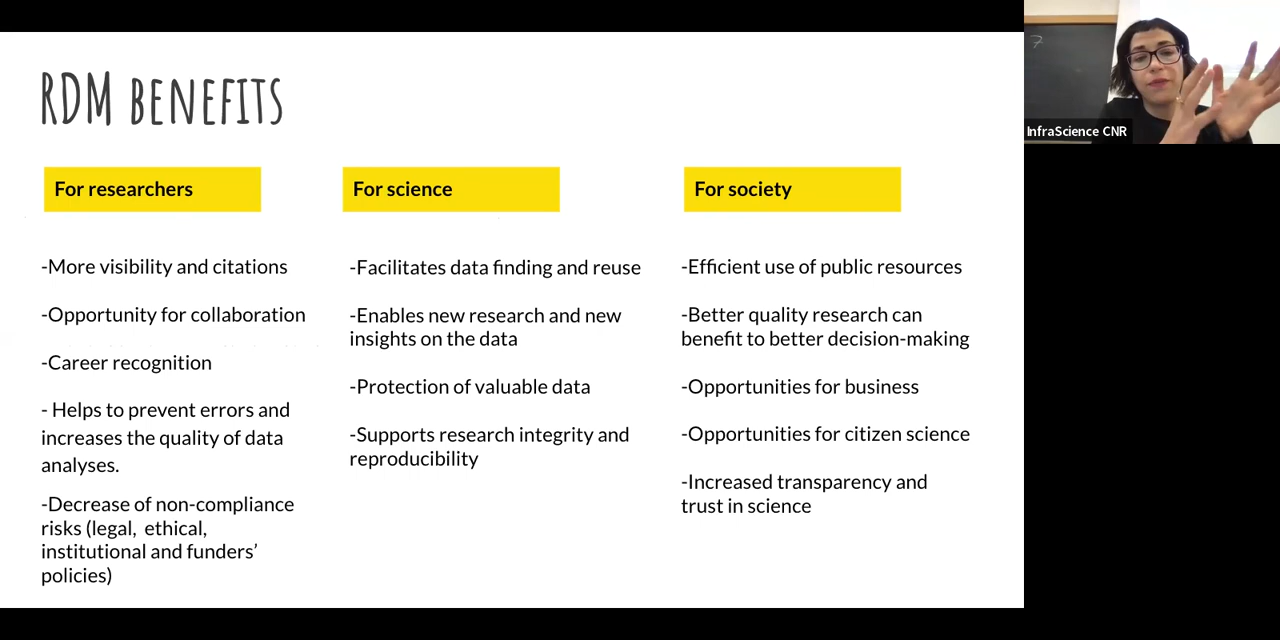 RDM BENEFITS
For researchers
-More visibility and citations
-Opportunity for collaboration
-Career recognition
- Helps to prevent errors and
increases the quality of data
analyses.
-Decrease of non-compliance
risks (legal, ethical,
institutional and funders’
policies)
For science
-Facilitates data finding and reuse
-Enables new research and new
insights on the data
-Protection of valuable data
-Supports research integrity and
reproducibility
For society
-Efficient use of public resources
-Better quality research can
benefit to better decision-making
-Opportunities for business
-Opportunities for citizen science
-Increased transparency and
trust in science
7
InfraScience CNR